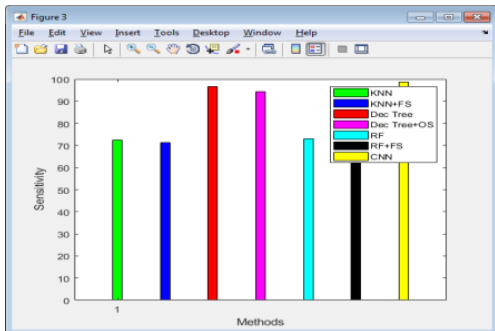 Figure 3
File Edit View Insert Tools Desktop Window Help
100
90
80
70
60
50
40
30
20
10
0
Sensitivity
KNN
KNN+FS
Dec Tree
Dec Tree+OS
RF
RF+FS
CNN
1
Methods